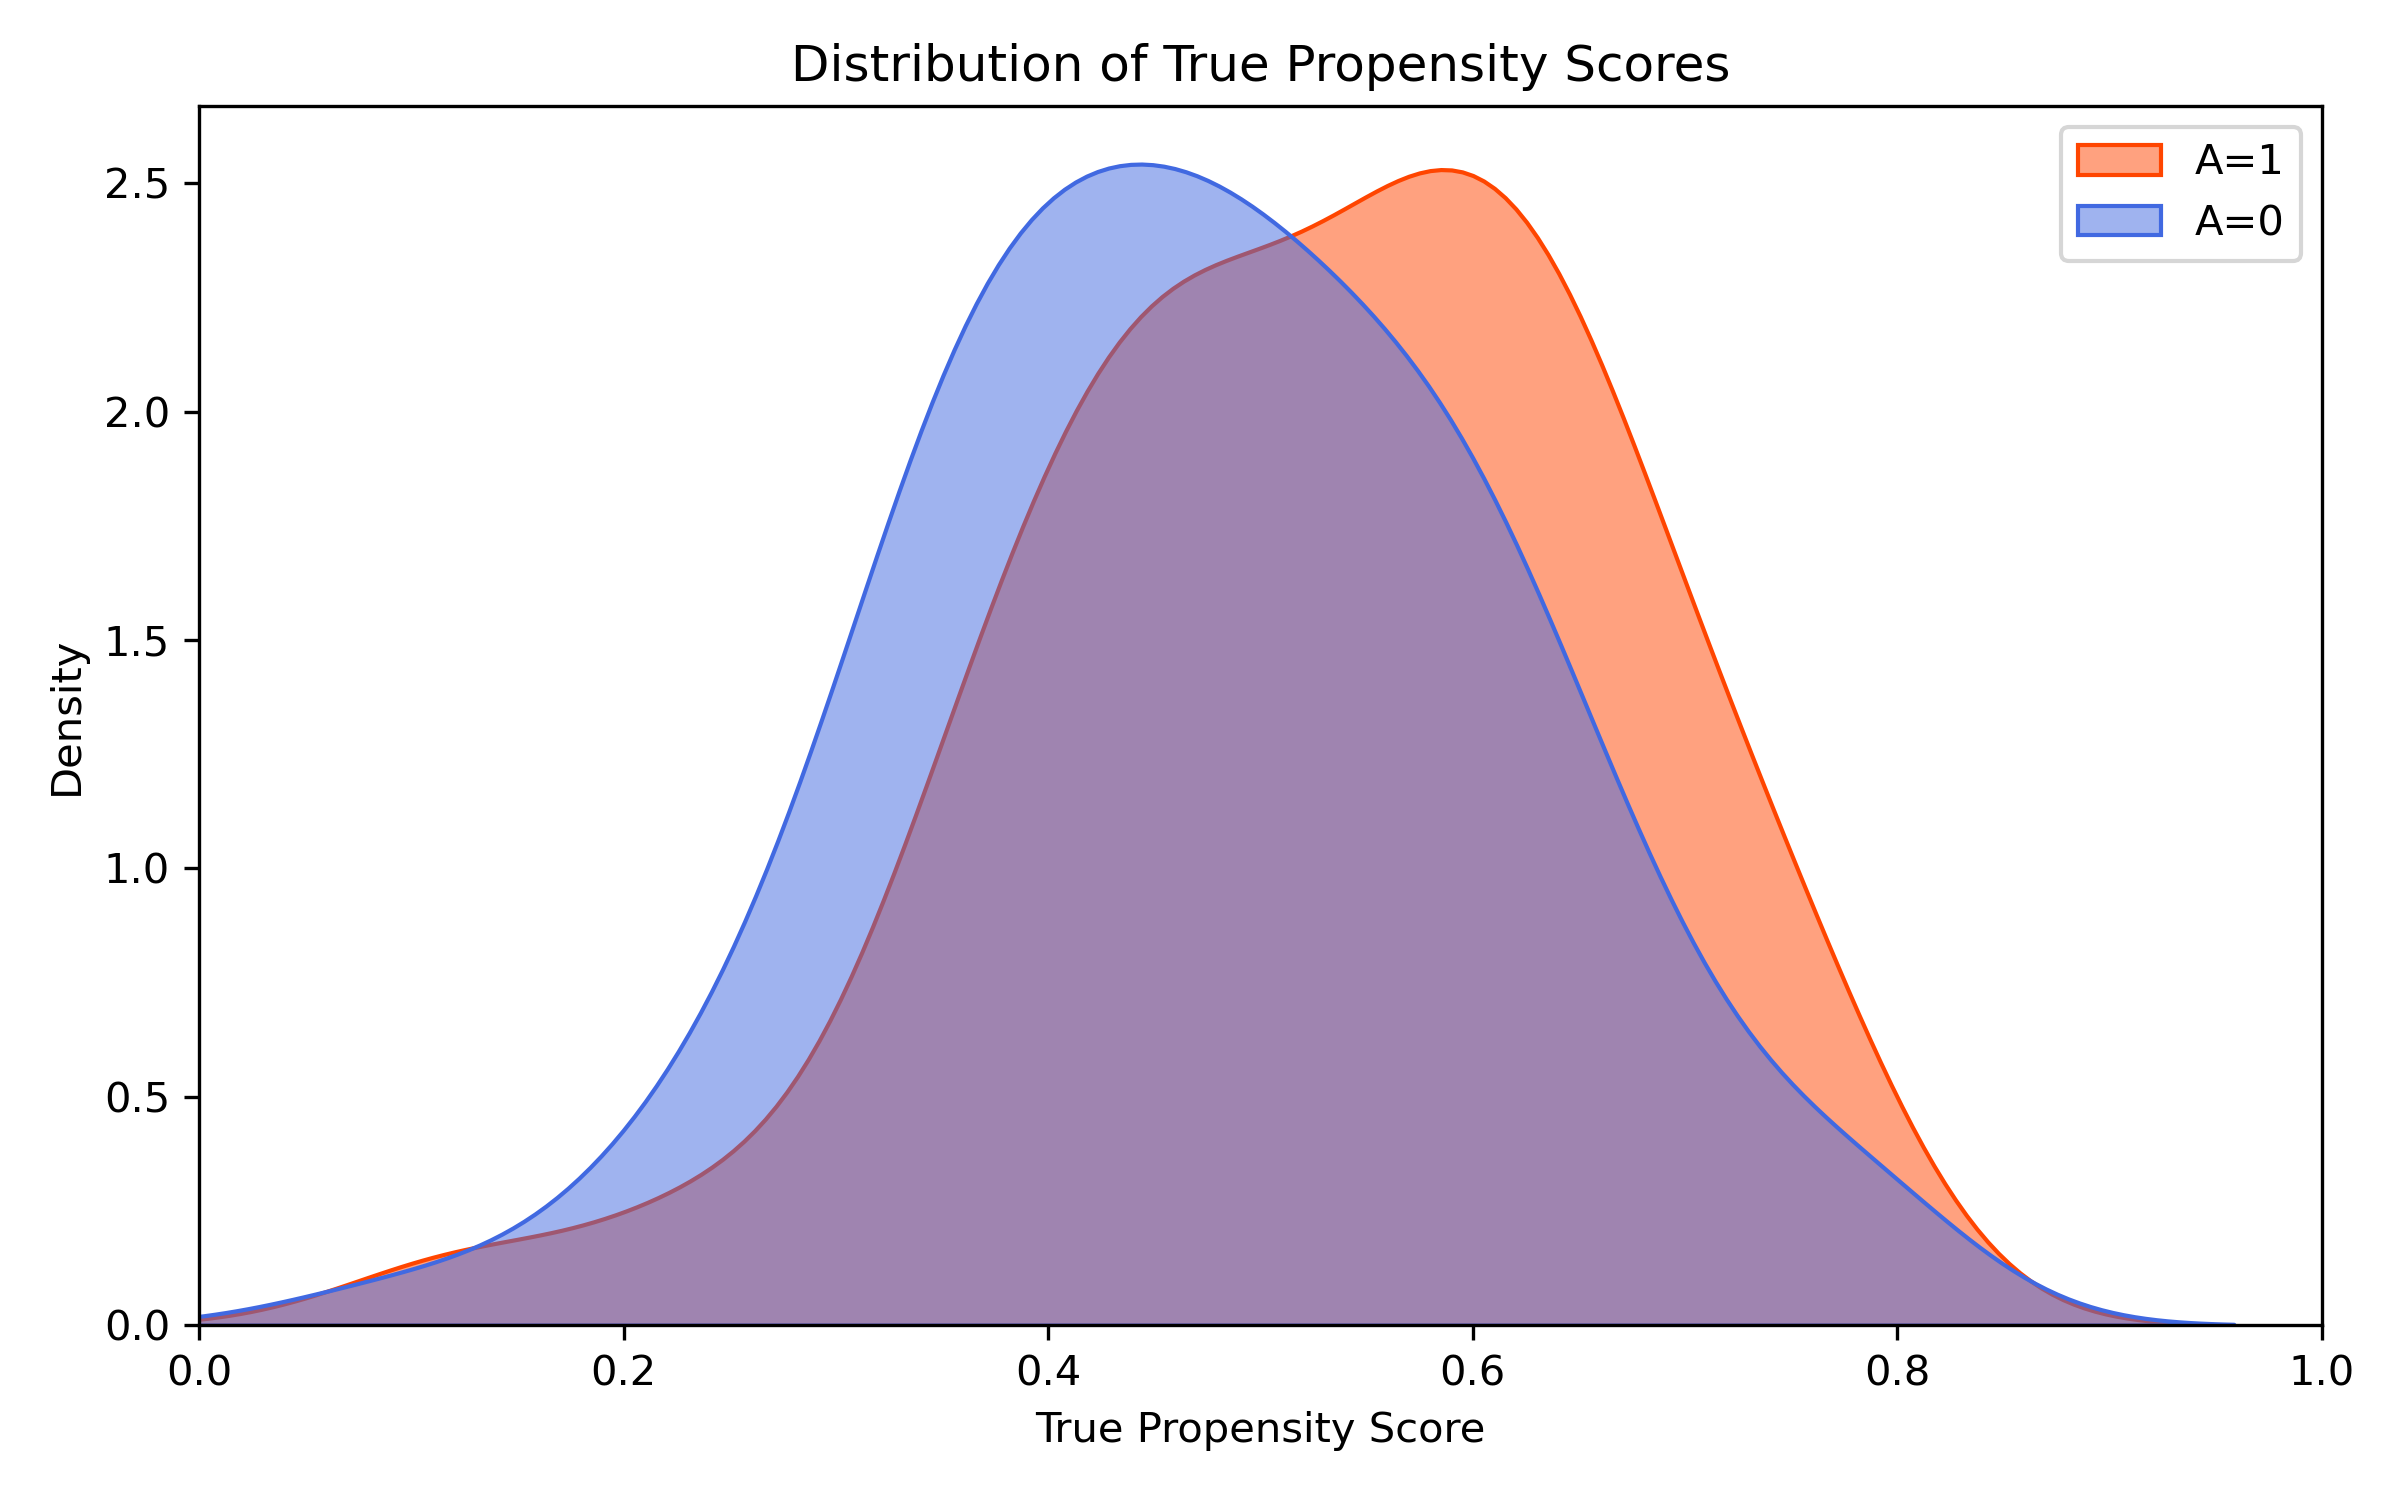 Distribution of True Propensity Scores
A=1
A=0
Density
2.5
2.0
1.5
1.0
0.5
0.0
0.0 0.2 0.4 0.6 0.8 1.0
True Propensity Score